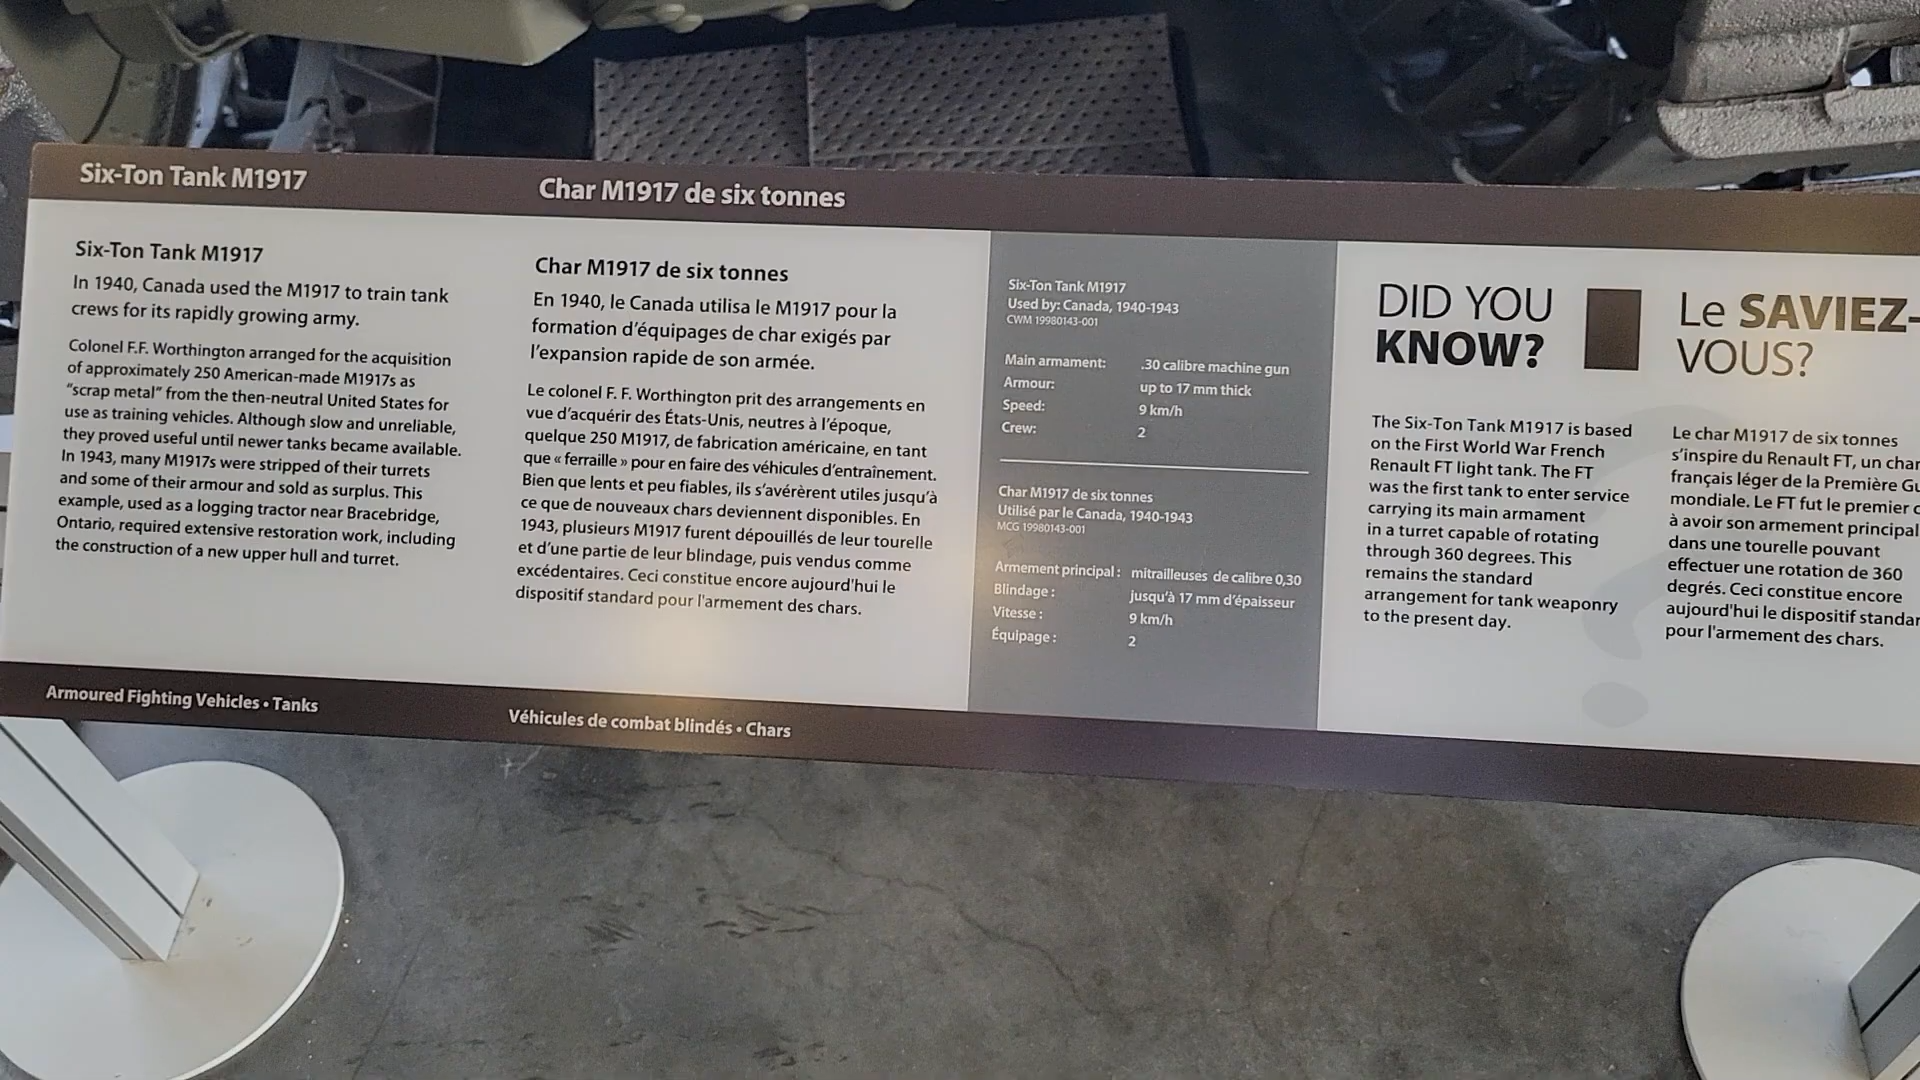 Six-Ton Tank M1917
Char M1917 de six tonnes
Six-Ton Tank M1917
In 1940, Canada used the M1917 to train tank
crews for its rapidly growing army.
Colonel F.F. Worthington arranged for the acquisition
of approximately 250 American-made M1917s as
“scrap metal” from the then-neutral United States for
use as training vehicles. Although slow and unreliable,
they proved useful until newer tanks became available.
In 1943, many M1917s were stripped of their turrets
and some of their armour and sold as surplus. This
example, used as a logging tractor near Bracebridge,
Ontario, required extensive restoration work, including
the construction of a new upper hull and turret.
Char M1917 de six tonnes
En 1940, le Canada utilisa le M1917 pour la
formation d’équipages de char exigés par
l’expansion rapide de son armée.
Le colonel F. F. Worthington prit des arrangements en
vue d’acquérir des États-Unis, neutres à l’époque,
quelque 250 M1917, de fabrication américaine, en tant
que « ferraille » pour en faire des véhicules d’entraînement.
Bien que lents et peu fiables, ils s’avérèrent utiles jusqu’à
ce que de nouveaux chars deviennent disponibles. En
1943, plusieurs M1917 furent dépouillés de leur tourelle
et d’une partie de leur blindage, puis vendus comme
excédentaires. Ceci constitue encore aujourd'hui le
dispositif standard pour l'armement des chars.
Six-Ton Tank M1917
Used by: Canada, 1940-1943
CWM 19980143-001
Main armament: .30 calibre machine gun
Armour: up to 17 mm thick
Speed: 9 km/h
Crew: 2
Char M1917 de six tonnes
Utilisé par le Canada, 1940-1943
MCG 19980143-001
Armement principal : mitrailleuses de calibre 0,30
Blindage : jusqu’à 17 mm d’épaisseur
Vitesse : 9 km/h
Équipage : 2
DID YOU
KNOW?
The Six-Ton Tank M1917 is based
on the First World War French
Renault FT light tank. The FT
was the first tank to enter service
carrying its main armament
in a turret capable of rotating
through 360 degrees. This
remains the standard
arrangement for tank weaponry
to the present day.
Le SAVIEZ-
VOUS?
Le char M1917 de six tonnes
s’inspire du Renault FT, un char
français léger de la Première
mondiale. Le FT fut le premier
à avoir son armement principal
dans une tourelle pouvant
effectuer une rotation de 360
degrés. Ceci constitue encore
aujourd'hui le dispositif
pour l'armement des chars.
Armoured Fighting Vehicles • Tanks
Véhicules de combat blindés • Chars